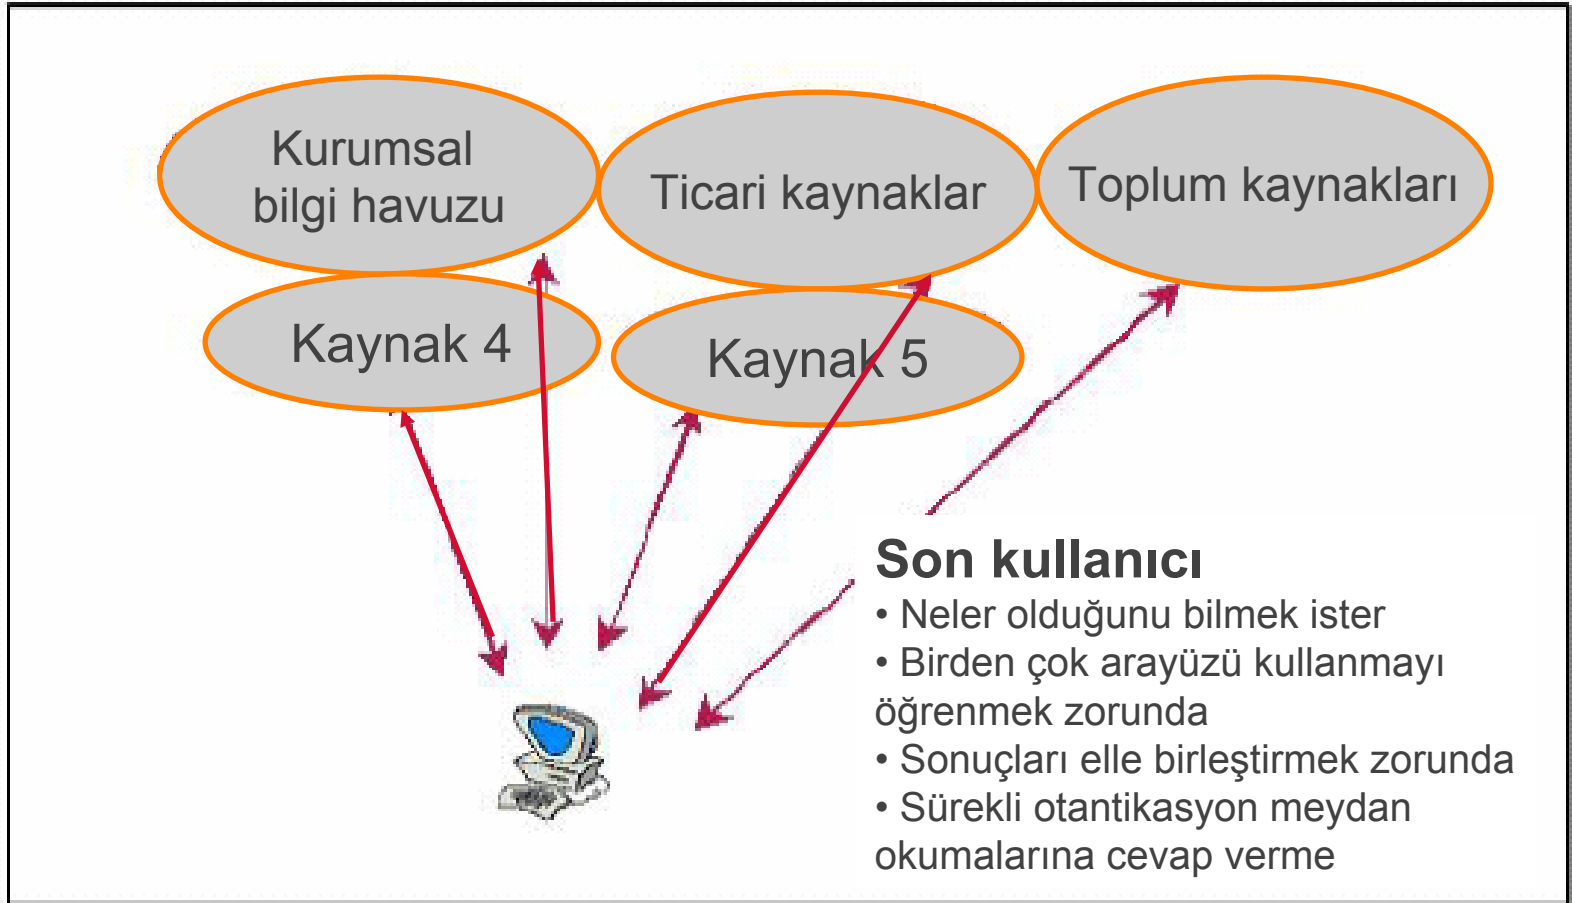 Kurumsal
bilgi havuzu
Ticari kaynaklar
Toplum kaynakları
Kaynak 4
Kaynak 5
Son kullanıcı
• Neler olduğunu bilmek ister
• Birden çok arayüzü kullanmayı
öğrenmek zorunda
• Sonuçları elle birleştirmek zorunda
• Sürekli otantikasyon meydan
okumalarına cevap verme